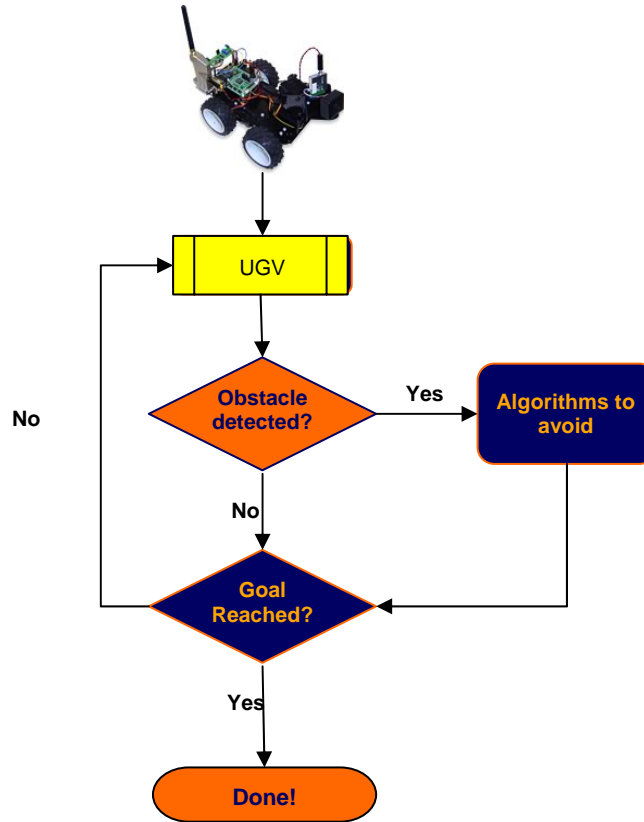 UGV
Obstacle
detected?
Yes
Algorithms to
avoid
No
No
Goal
Reached?
Yes
Done!